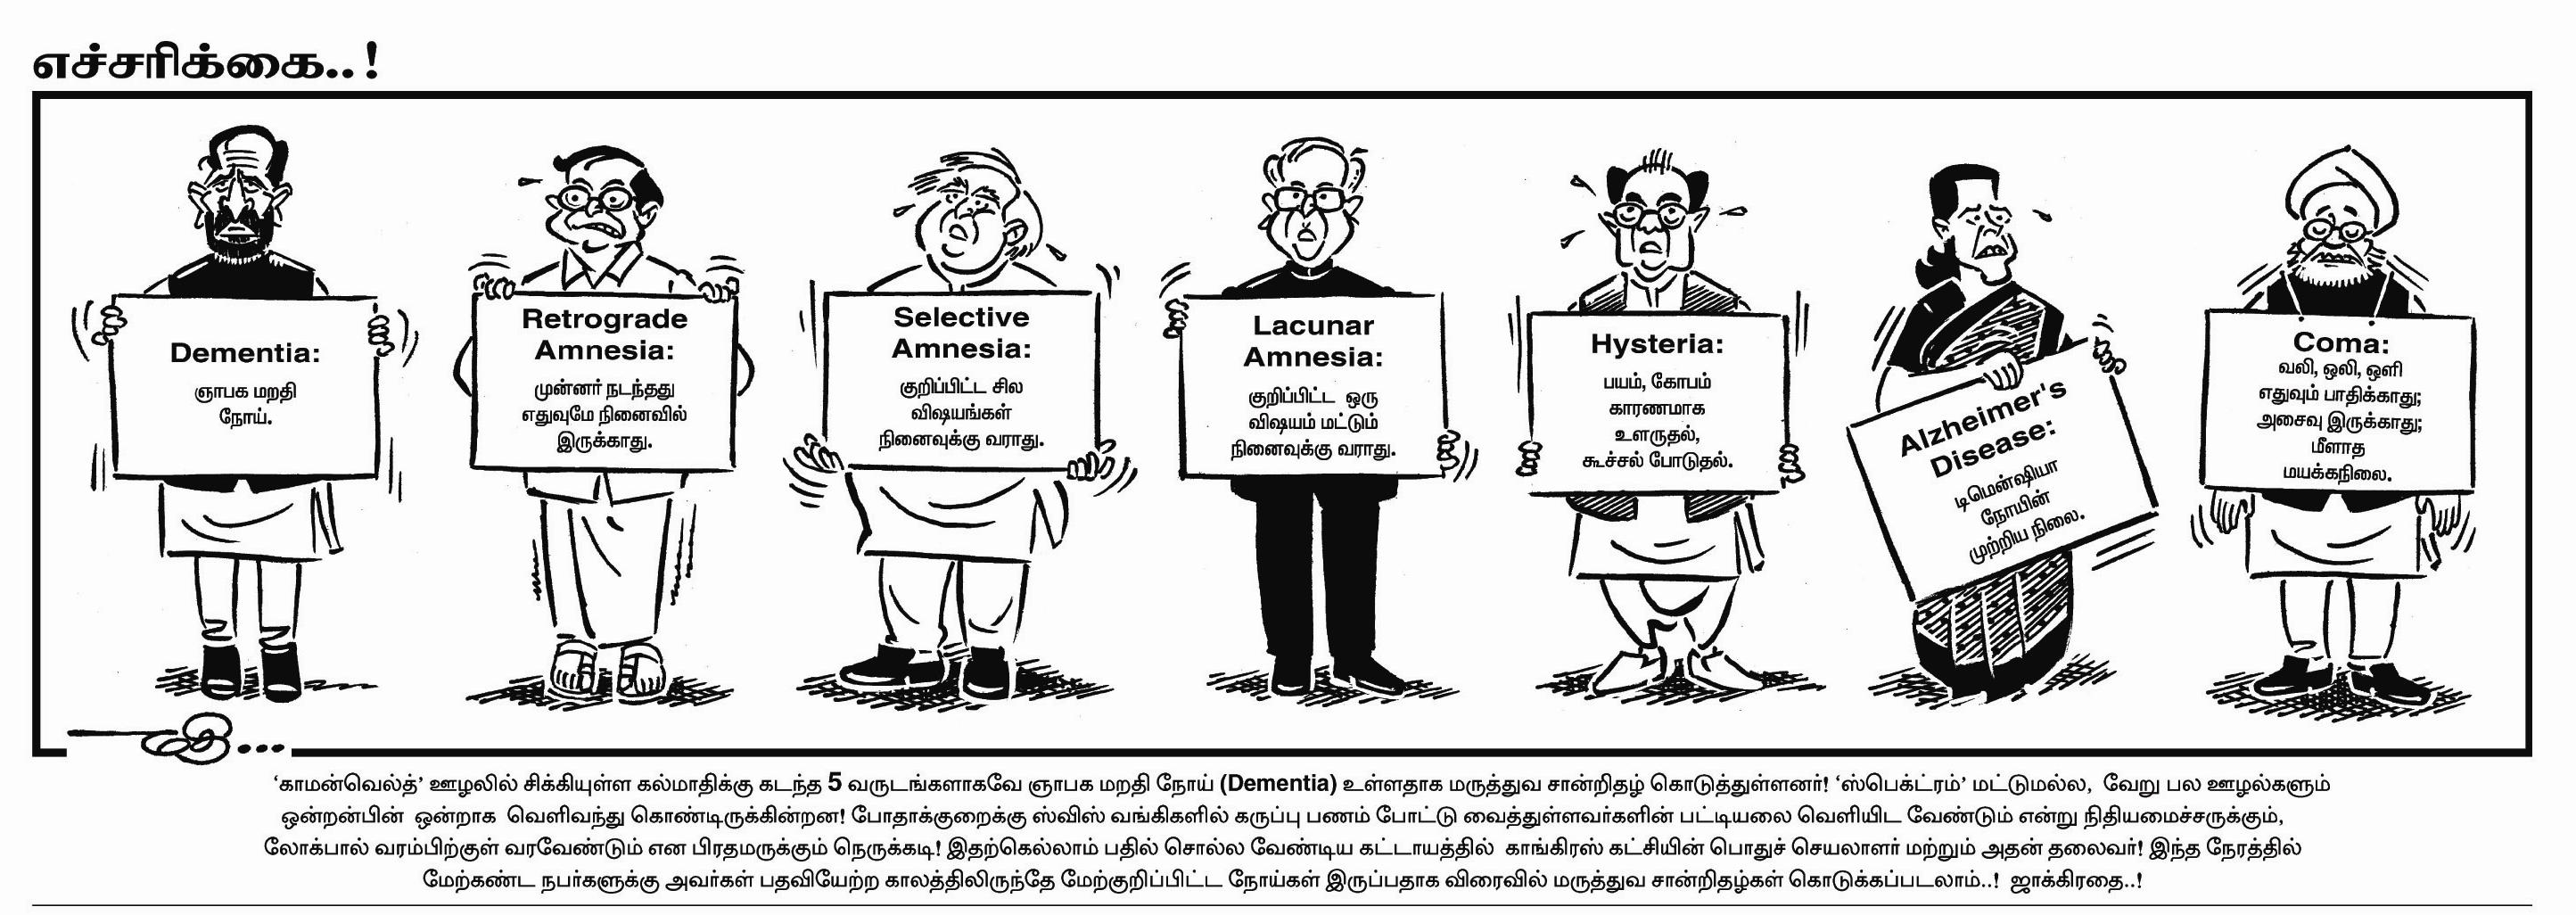 எச்சரிக்கை..!
Dementia:
ஞாபக மறதி
நோய்.
Retrograde
Amnesia:
முன்னர் நடந்தது
எதுவுமே நினைவில்
இருக்காது.
Selective
Amnesia:
குறிப்பிட்ட சில
விஷயங்கள்
நினைவுக்கு வராது.
Lacunar
Amnesia:
குறிப்பிட்ட ஒரு
விஷயம் மட்டும்
நினைவுக்கு வராது.
Hysteria:
பயம், கோபம்
காரணமாக
உளருதல்,
கூச்சல் போடுதல்.
Alzheimer's
Disease:
டிமென்ஷியா
நோயின்
முற்றிய நிலை.
Coma:
வலி, ஒலி, ஒளி
எதுவும் பாதிக்காது;
அசைவு இருக்காது;
மீளாத
மயக்கநிலை.
மதி...
‘காமன்வெல்த்’ ஊழலில் சிக்கியுள்ள கல்மாதிக்கு கடந்த 5 வருடங்களாகவே ஞாபக மறதி நோய் (Dementia) உள்ளதாக மருத்துவ சான்றிதழ் கொடுத்துள்ளனர்! ‘ஸ்பெக்ட்ரம்’ மட்டுமல்ல, வேறு பல ஊழல்களும்
ஒன்றன்பின் ஒன்றாக வெளிவந்து கொண்டிருக்கின்றன! போதாக்குறைக்கு ஸ்விஸ் வங்கிகளில் கருப்பு பணம் போட்டு வைத்துள்ளவர்களின் பட்டியலை வெளியிட வேண்டும் என்று நிதியமைச்சருக்கும்,
லோக்பால் வரம்பிற்குள் வரவேண்டும் என பிரதமருக்கும் நெருக்கடி! இதற்கெல்லாம் பதில் சொல்ல வேண்டிய கட்டாயத்தில் காங்கிரஸ் கட்சியின் பொதுச் செயலாளர் மற்றும் அதன் தலைவர்! இந்த நேரத்தில்
மேற்கண்ட நபர்களுக்கு அவர்கள் பதவியேற்ற காலத்திலிருந்தே மேற்குறிப்பிட்ட நோய்கள் இருப்பதாக விரைவில் மருத்துவ சான்றிதழ்கள் கொடுக்கப்படலாம்..! ஜாக்கிரதை..!